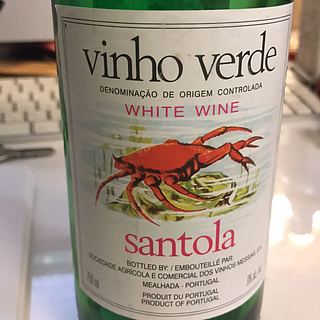 vinho verde
DENOMINAÇÃO DE ORIGEM CONTROLADA
WHITE WINE
santola
BOTTLED BY: / EMBOUTEILLÉ PAR:
SOCIEDADE AGRÍCOLA E COMERCIAL DOS VINHOS MESSIAS, S.A.
MEALHADA - PORTUGAL
PRODUIT DU PORTUGAL
PRODUCT OF PORTUGAL